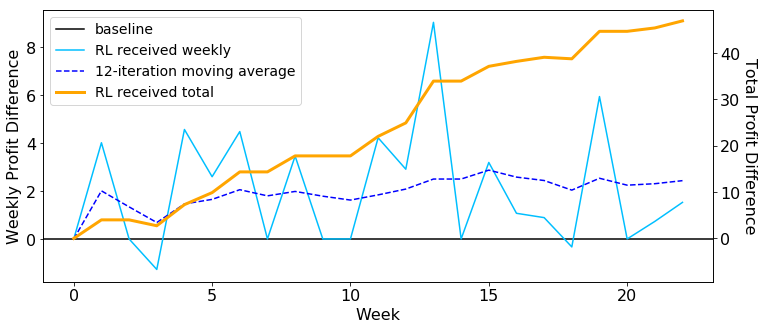 baseline
RL received weekly
12-iteration moving average
RL received total
Weekly Profit Difference
8
6
4
2
0
40
30
20
10
0
Total Profit Difference
0
5
10
15
20
Week